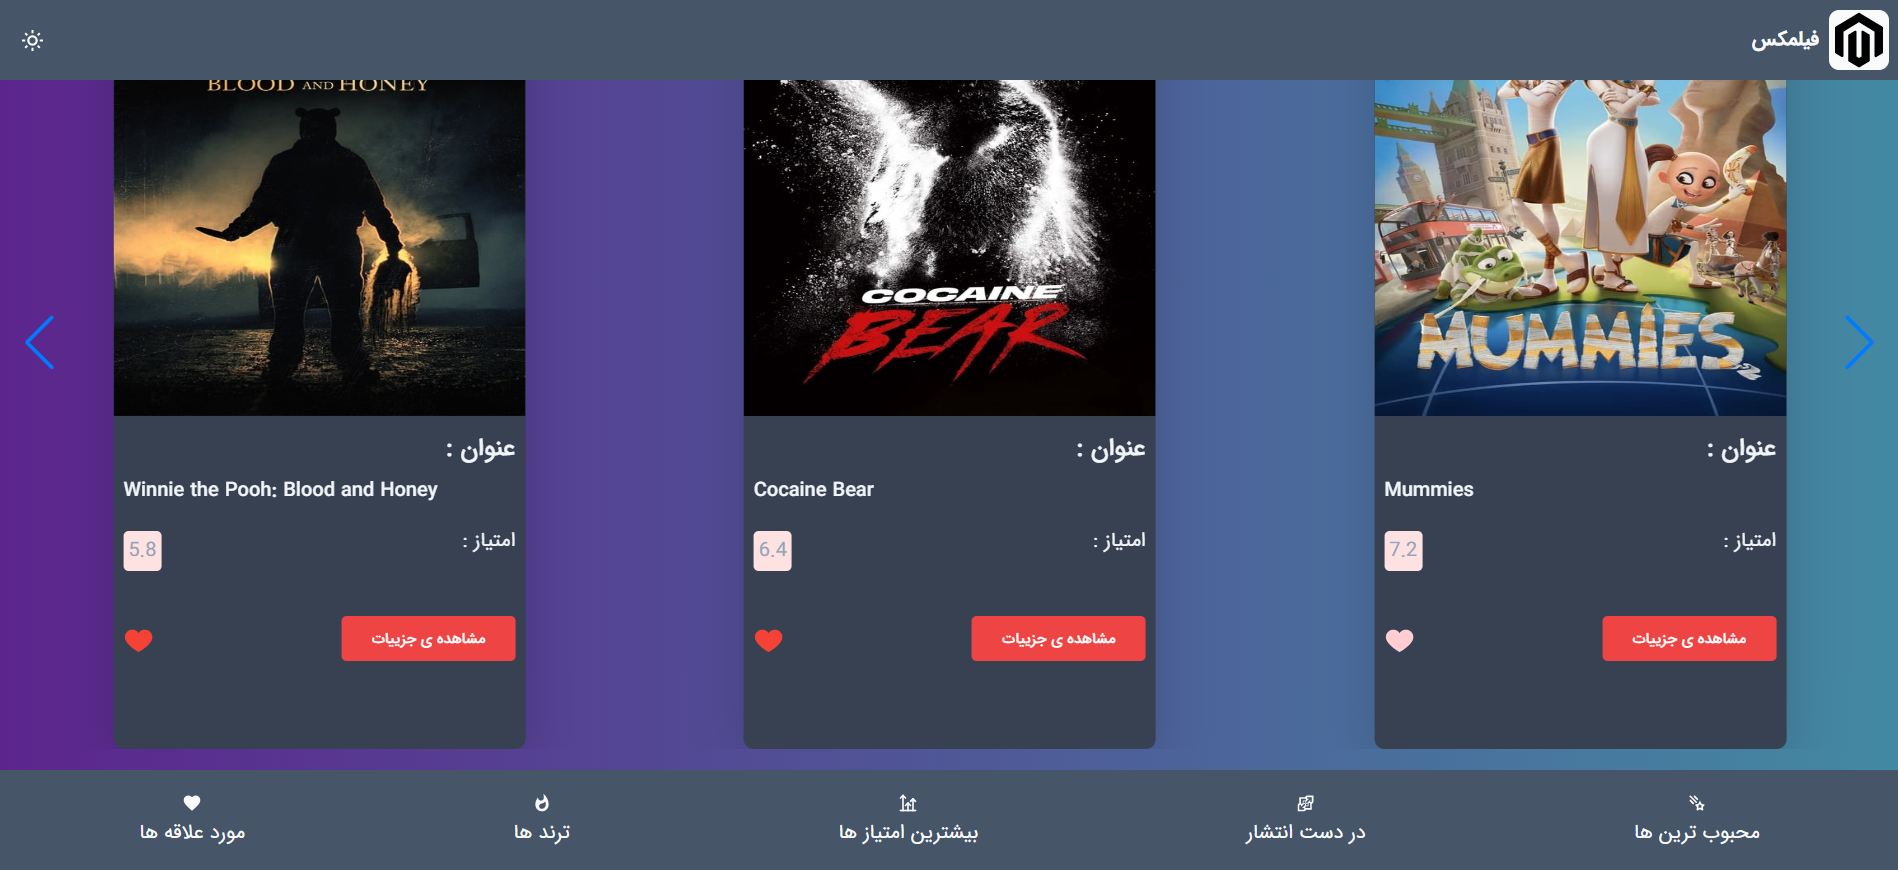 فیلمکس
MUMMIES
عنوان :
Mummies
امتیاز :
7.2
مشاهده ی جزییات
COCAINE
BEAR
عنوان :
Cocaine Bear
امتیاز :
6.4
مشاهده ی جزییات
BLOOD AND HONEY
عنوان :
Winnie the Pooh: Blood and Honey
امتیاز :
5.8
مشاهده ی جزییات
محبوب ترین ها
در دست انتشار
بیشترین امتیاز ها
ترند ها
مورد علاقه ها